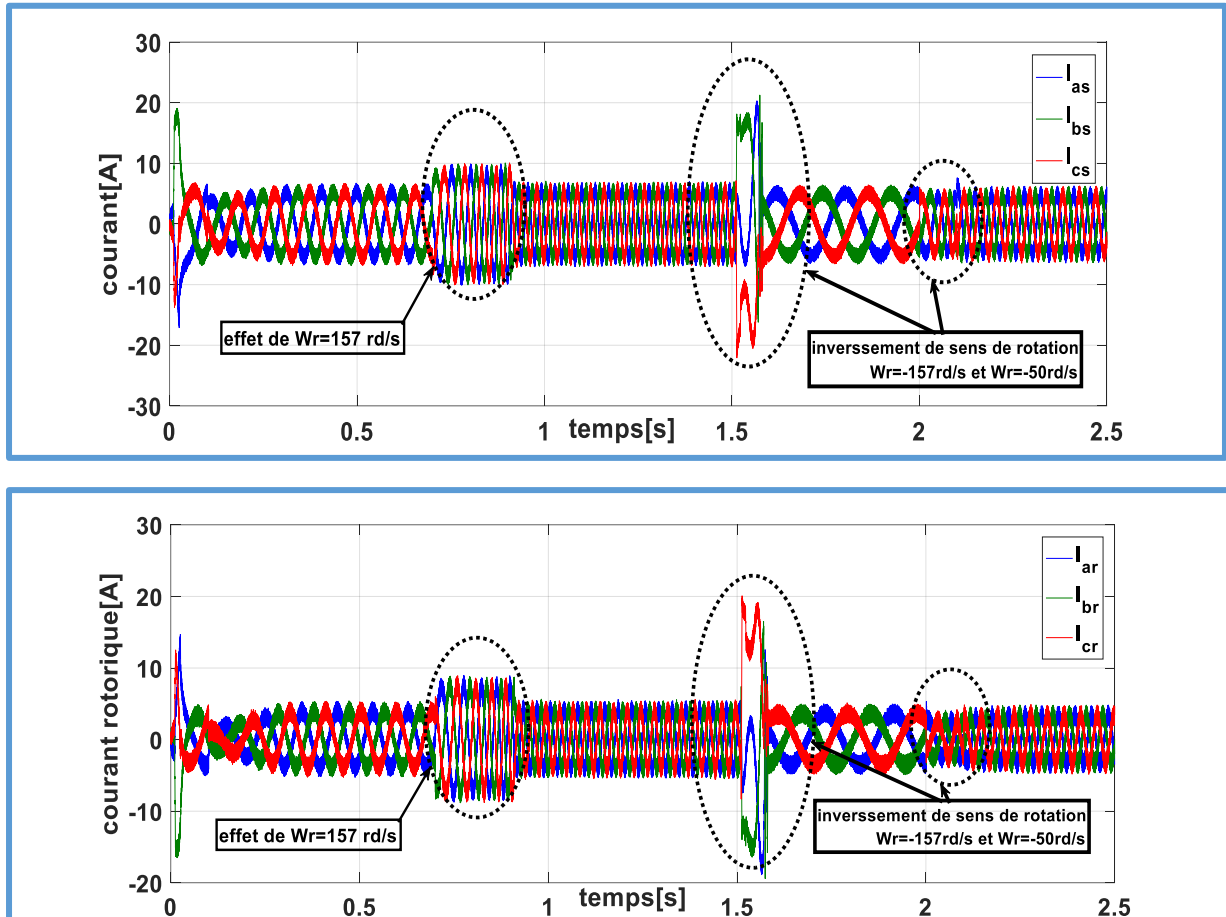 30
20
10
0
-10
-20
-30
courant[A]
I_as
I_bs
I_cs
effet de Wr=157 rd/s
inverssement de sens de rotation
Wr=-157rd/s et Wr=-50rd/s
0
0.5
1
1.5
2
2.5
temps[s]
30
20
10
0
-10
-20
courant rotorique[A]
I_ar
I_br
I_cr
effet de Wr=157 rd/s
inverssement de sens de rotation
Wr=-157rd/s et Wr=-50rd/s
0
0.5
1
1.5
2
2.5
temps[s]